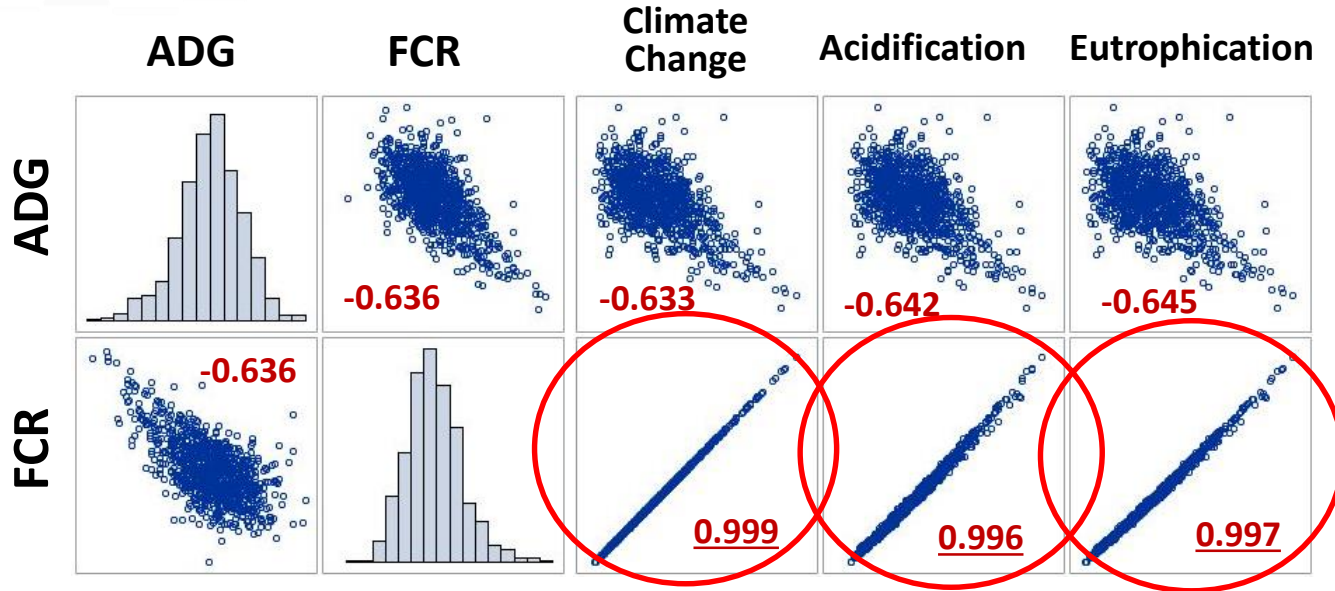 ADG
FCR
Climate
Change
Acidification
Eutrophication
ADG
-0.636
-0.633
-0.642
-0.645
FCR
-0.636
0.999
0.996
0.997